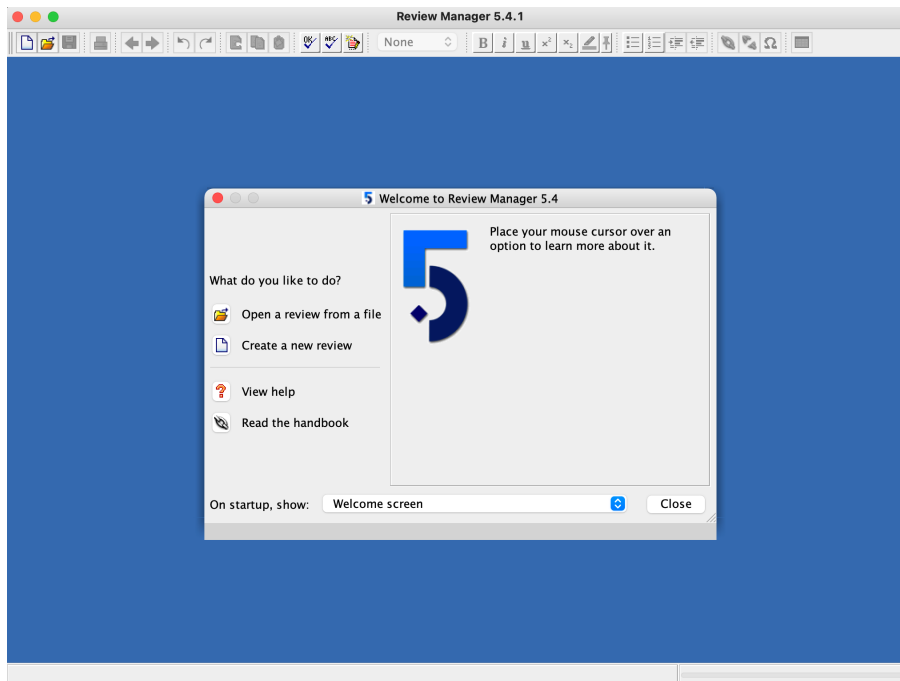 Review Manager 5.4.1
None
B i u x² x₂
Ω
5 Welcome to Review Manager 5.4
Place your mouse cursor over an
option to learn more about it.
What do you like to do?
Open a review from a file
Create a new review
? View help
Read the handbook
On startup, show: Welcome screen Close